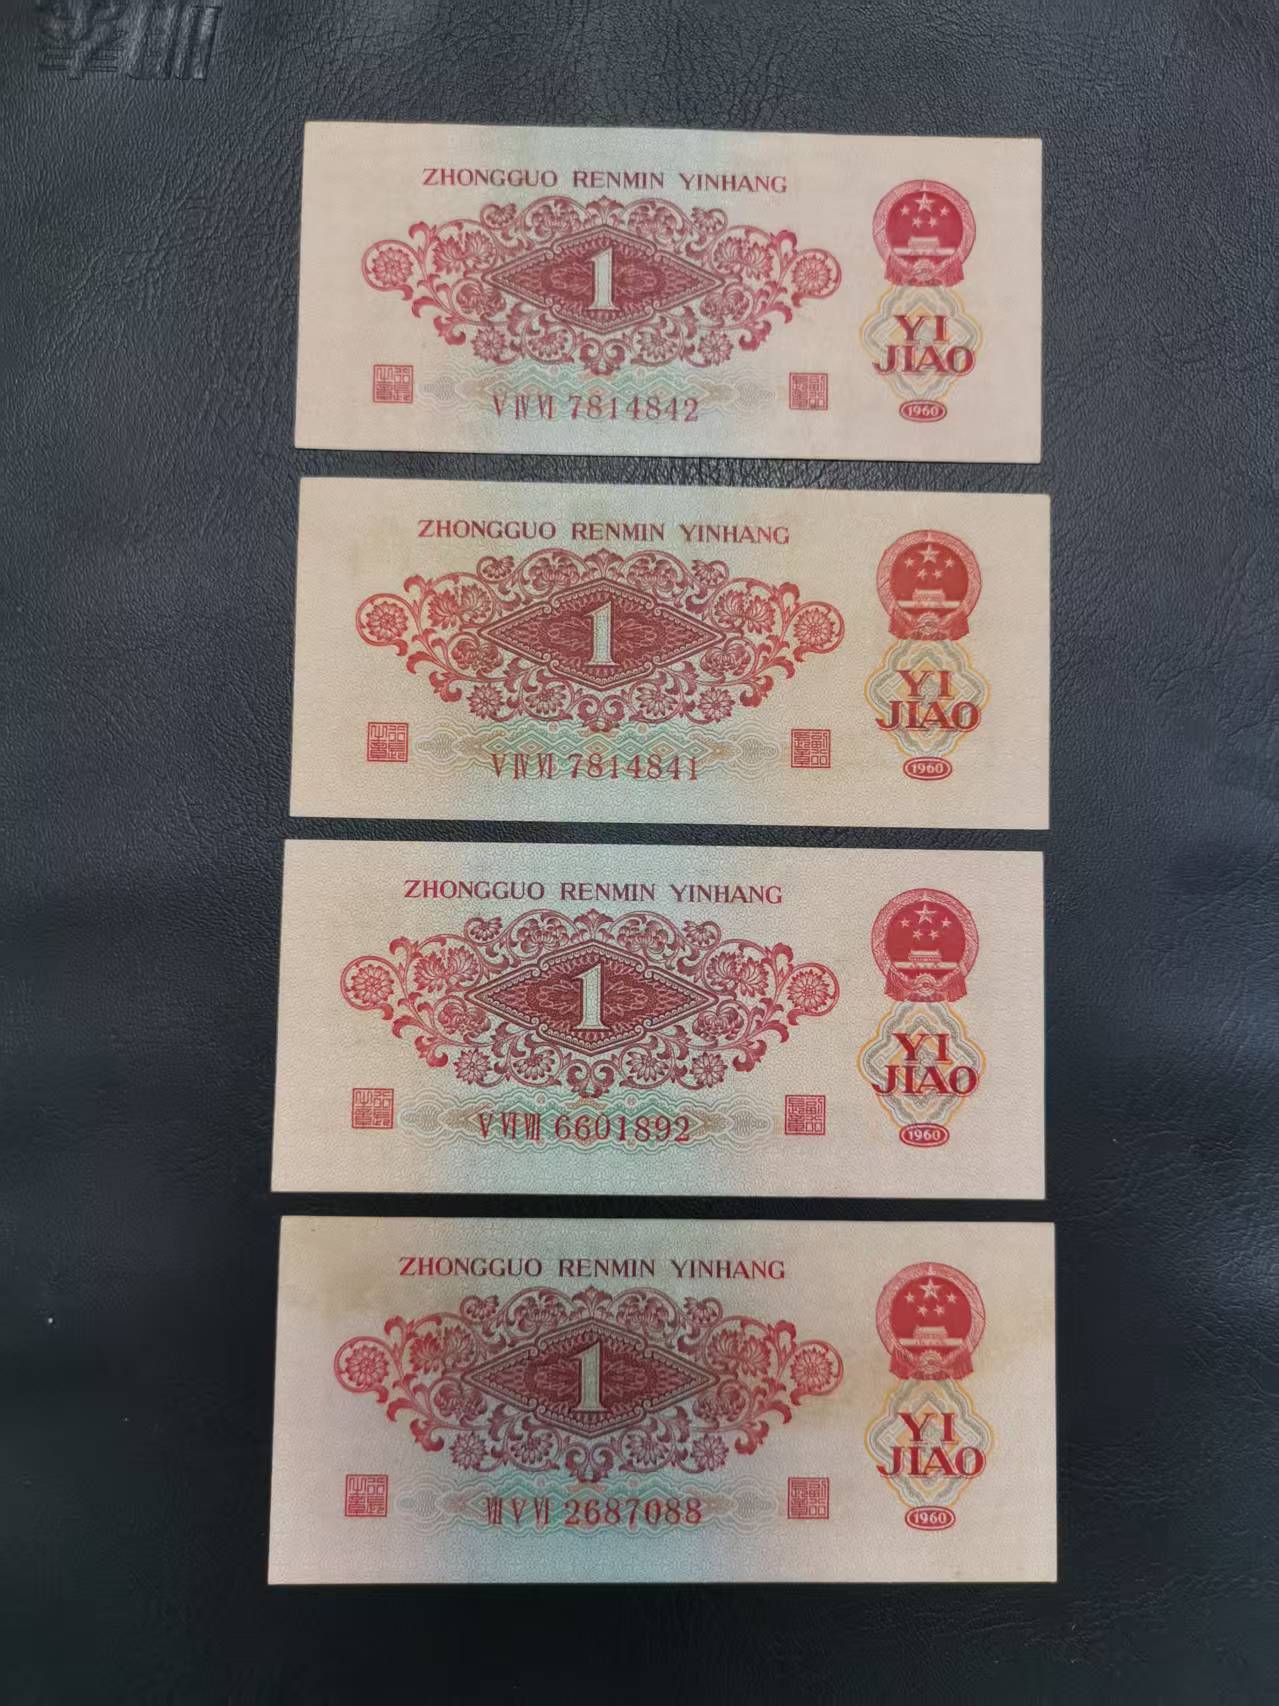 ZHONGGUO RENMIN YINHANG
1
YI
JIAO
V IV VI 7814842
1960
ZHONGGUO RENMIN YINHANG
1
YI
JIAO
V IV VI 7814841
1960
ZHONGGUO RENMIN YINHANG
1
YI
JIAO
V VI VII 6601892
1960
ZHONGGUO RENMIN YINHANG
1
YI
JIAO
VII V VI 2687088
1960